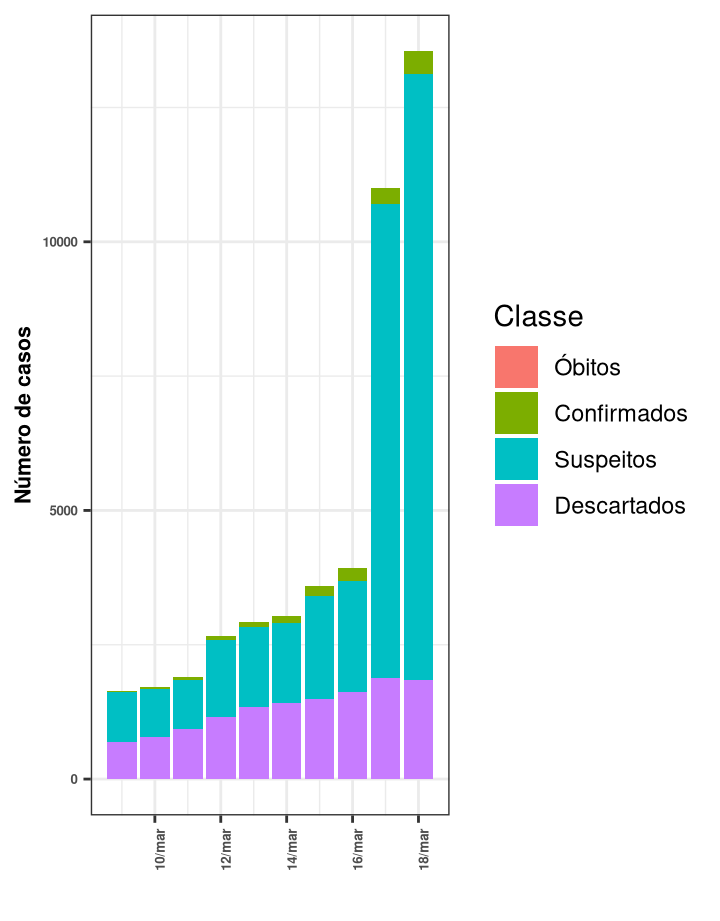 Número de casos
10000
5000
0
10/mar
12/mar
14/mar
16/mar
18/mar
Classe
Óbitos
Confirmados
Suspeitos
Descartados